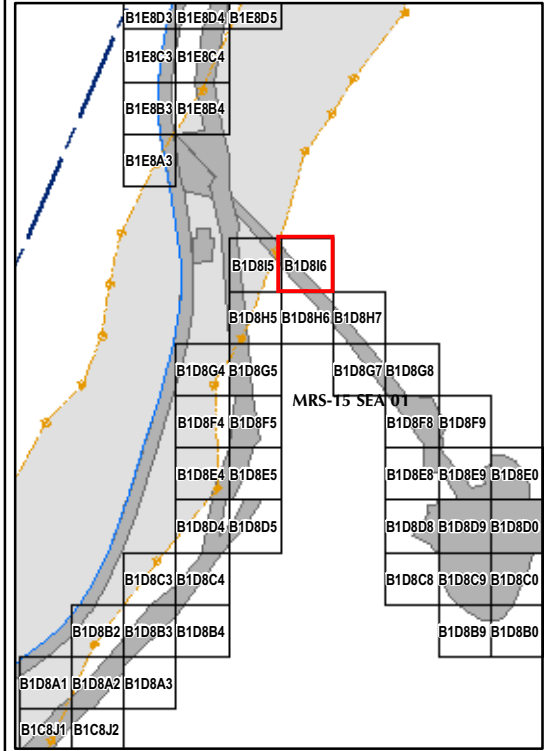 B1E8D3 B1E8D4 B1E8D5
B1E8C3 B1E8C4
B1E8B3 B1E8B4
B1E8A3
B1D8I5 B1D8I6
B1D8H5 B1D8H6 B1D8H7
B1D8G4 B1D8G5 B1D8G7 B1D8G8
MRS-15 SEA 01
B1D8F4 B1D8F5 B1D8F8 B1D8F9
B1D8E4 B1D8E5 B1D8E8 B1D8E9 B1D8E0
B1D8D4 B1D8D5 B1D8D8 B1D8D9 B1D8D0
B1D8C3 B1D8C4 B1D8C8 B1D8C9 B1D8C0
B1D8B2 B1D8B3 B1D8B4 B1D8B9 B1D8B0
B1D8A1 B1D8A2 B1D8A3
B1C8J1 B1C8J2